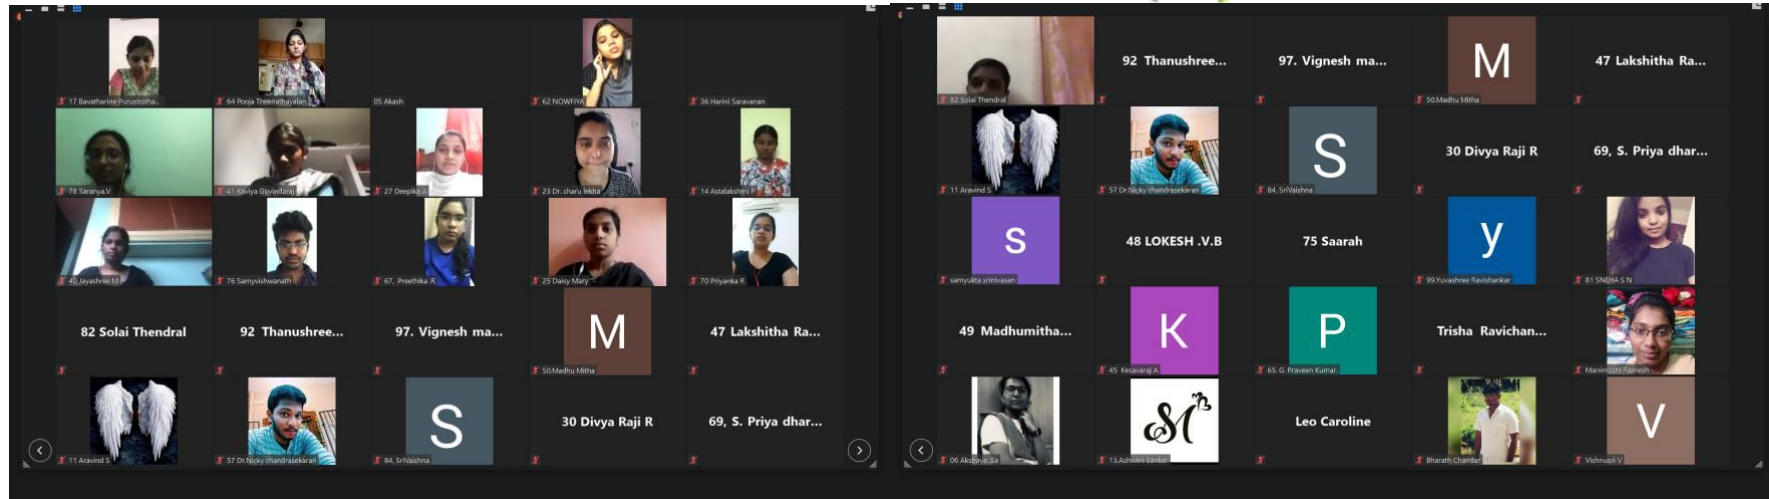 17 Bavatharine Purushotha...
64 Pooja Theenathayalan
05 Akash
62 NOWFIYA
36 Harini Saravanan
78 Saranya.V
41 Kaviya Govindaraj
27 Deepika A
23 Dr. charu lekha
14 Astalakshmi P
40 Jayashree M
76 Samyvishwanath
67, Preethika .R
25 Daisy Mary
70 Priyanka R
82 Solai Thendral
92 Thanushree...
97. Vignesh ma...
M
50.Madhu Mitha
47 Lakshitha Ra...
11 Aravind S
57 Dr.Nicky chandrasekaran
S
84, SriVaishna
30 Divya Raji R
69, S. Priya dhar...
82 Solai Thendral
92 Thanushree...
97. Vignesh ma...
M
50.Madhu Mitha
47 Lakshitha Ra...
11 Aravind S
57 Dr.Nicky chandrasekaran
S
84, SriVaishna
30 Divya Raji R
69, S. Priya dhar...
s
samyukta srinivasan
48 LOKESH .V.B
75 Saarah
y
99.Yuvashree Ravishankar
81 SNEHA S N
49 Madhumitha...
K
45 Kesavaraj A
P
65. G. Praveen Kumar.
Trisha Ravichan...
Manimozhi Ramesh
06 Akshaya .Sa
13.Ashwini Sankar
Leo Caroline
Bharath Chandar
V
Vishnusri V